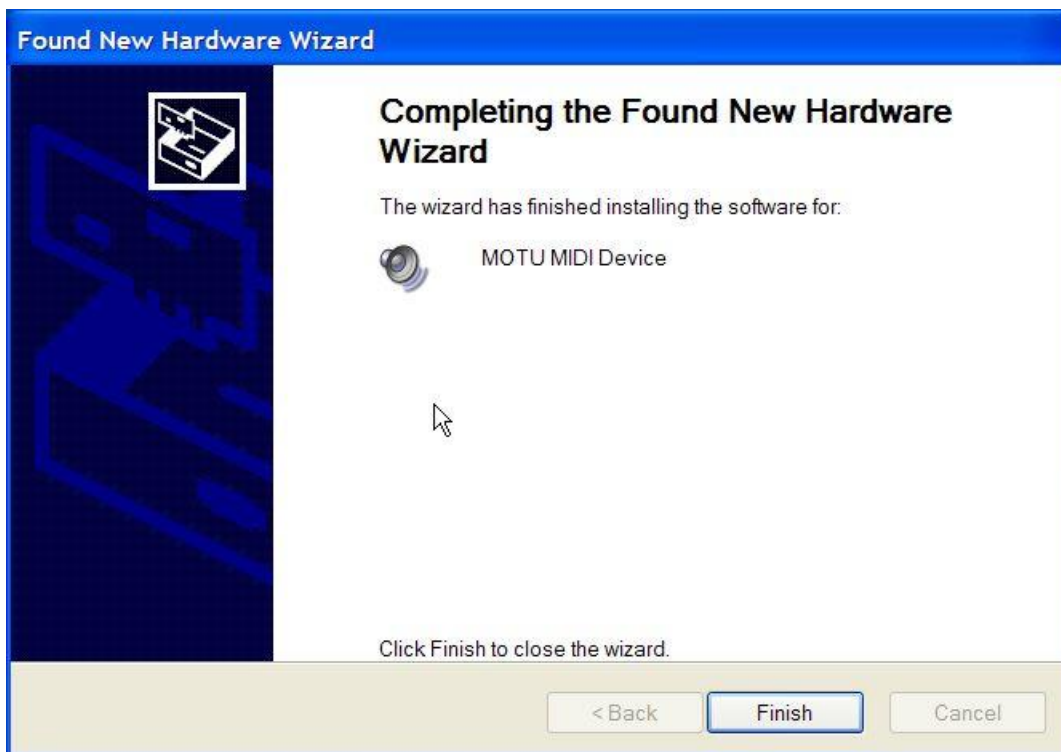 Found New Hardware Wizard
Completing the Found New Hardware
Wizard
The wizard has finished installing the software for:
MOTU MIDI Device
Click Finish to close the wizard.
< Back
Finish
Cancel